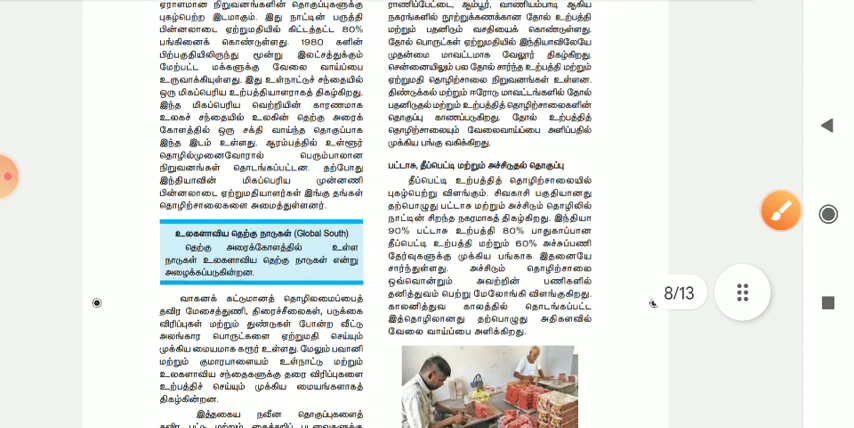 ஏராளமான நிறுவனங்களின் தொகுப்புகளுக்கு
புகழ்பெற்ற இடமாகும். இது நாட்டின் பருத்தி
பின்னலாடை ஏற்றுமதியில் கிட்டத்தட்ட 80%
பங்கினைக் கொண்டுள்ளது. 1980 களின்
பிற்பகுதியிலிருந்து மூன்று இலட்சத்துக்கும்
மேற்பட்ட மக்களுக்கு வேலை வாய்ப்பை
உருவாக்கியுள்ளது. இது உள்நாட்டுச் சந்தையில்
ஒரு மிகப்பெரிய உற்பத்தியாளராகத் திகழ்கிறது.
இந்த மிகப்பெரிய வெற்றியின் காரணமாக
உலகச் சந்தையில் உலகின் தெற்கு அரைக்
கோளத்தில் ஒரு சக்தி வாய்ந்த தொகுப்பாக
இந்த இடம் உள்ளது. ஆரம்பத்தில் உள்ளூர்
தொழில்முனைவோரால் பெரும்பாலான
நிறுவனங்கள் தொடங்கப்பட்டன. தற்போது
இந்தியாவின் மிகப்பெரிய முன்னணி
பின்னலாடை ஏற்றுமதியாளர்கள் இங்கு தங்கள்
தொழிற்சாலைகளை அமைத்துள்ளனர்.
உலகளாவிய தெற்கு நாடுகள் (Global South)
தெற்கு அரைக்கோளத்தில் உள்ள
நாடுகள் உலகளாவிய தெற்கு நாடுகள் என்று
அழைக்கப்படுகின்றன.
வாகனக் கட்டுமானத் தொழிலமைப்பைத்
தவிர மேசைத்துணி, திரைச்சீலைகள், படுக்கை
விரிப்புகள் மற்றும் துண்டுகள் போன்ற வீட்டு
அலங்கார பொருட்களை ஏற்றுமதி செய்யும்
முக்கிய மையமாக கரூர் உள்ளது. மேலும் பவானி
மற்றும் குமாரபாளையம் உள்நாட்டு மற்றும்
உலகளாவிய சந்தைகளுக்கு தரை விரிப்புகளை
உற்பத்திச் செய்யும் முக்கிய மையங்களாகத்
திகழ்கின்றன.
இத்தகைய நவீன தொகுப்புகளைத்
தவிர பட்டு மற்றும் கைத்தறிப் புடவைகளுக்கு
ராணிப்பேட்டை, ஆம்பூர், வாணியம்பாடி ஆகிய
நகரங்களில் நூற்றுக்கணக்கான தோல் உற்பத்தி
மற்றும் பதனிடும் வசதியைக் கொண்டுள்ளது.
தோல் பொருட்கள் ஏற்றுமதியில் இந்தியாவிலேயே
முதன்மை மாவட்டமாக வேலூர் திகழ்கிறது.
சென்னையிலும் பல தோல் சார்ந்த உற்பத்தி மற்றும்
ஏற்றுமதி தொழிற்சாலை நிறுவனங்கள் உள்ளன.
திண்டுக்கல் மற்றும் ஈரோடு மாவட்டங்களில் தோல்
பதனிடுதல் மற்றும் உற்பத்தித் தொழிற்சாலைகளின்
தொகுப்பு காணப்படுகிறது. தோல் உற்பத்தித்
தொழிற்சாலையும் வேலைவாய்ப்பை அளிப்பதில்
முக்கிய பங்கு வகிக்கிறது.
பட்டாசு, தீப்பெட்டி மற்றும் அச்சிடுதல் தொகுப்பு
தீப்பெட்டி உற்பத்தித் தொழிற்சாலையில்
புகழ்பெற்று விளங்கும். சிவகாசி பகுதியானது
தற்பொழுது பட்டாசு மற்றும் அச்சிடும் தொழிலில்
நாட்டின் சிறந்த நகரமாகத் திகழ்கிறது. இந்தியா
90% பட்டாசு உற்பத்தி 80% பாதுகாப்பான
தீப்பெட்டி உற்பத்தி மற்றும் 60% அச்சுப்பணி
தேர்வுகளுக்கு முக்கிய பங்காக இதனையே
சார்ந்துள்ளது. அச்சிடும் தொழிற்சாலை
ஒவ்வொன்றும் அவற்றின் பணிகளில்
தனித்துவம் பெற்று மேலோங்கி விளங்குகிறது.
காலனித்துவ காலத்தில் தொடங்கப்பட்ட
இத்தொழிலானது தற்பொழுது அதிகளவில்
வேலை வாய்ப்பை அளிக்கிறது.
8/13